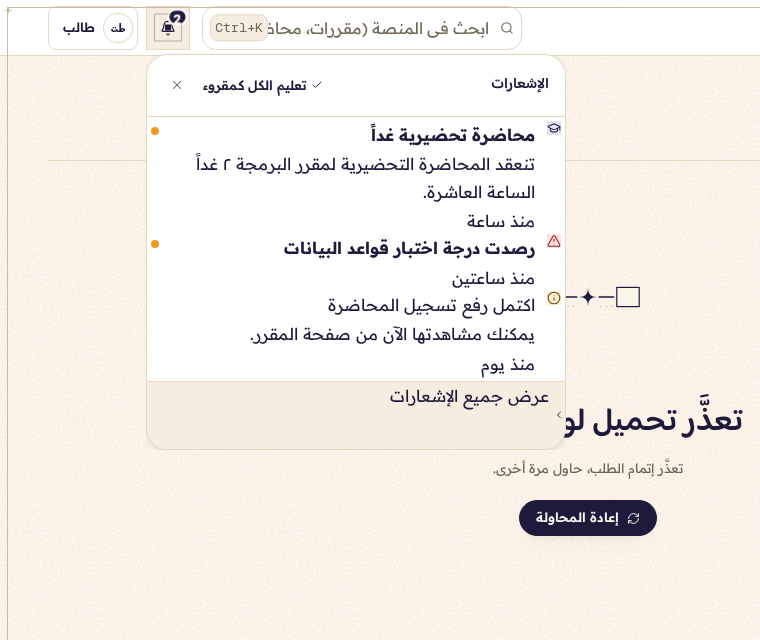 ابحث في المنصة (مقررات، محاض
Ctrl+K
2
طت
طالب
الإشعارات
تعليم الكل كمقروء
محاضرة تحضيرية غداً
تنعقد المحاضرة التحضيرية لمقرر البرمجة ٢ غداً
الساعة العاشرة.
منذ ساعة
رصدت درجة اختبار قواعد البيانات
منذ ساعتين
اكتمل رفع تسجيل المحاضرة
يمكنك مشاهدتها الآن من صفحة المقرر.
منذ يوم
عرض جميع الإشعارات
تعذَّر تحميل لو
تعذَّر إتمام الطلب، حاول مرة أخرى.
إعادة المحاولة